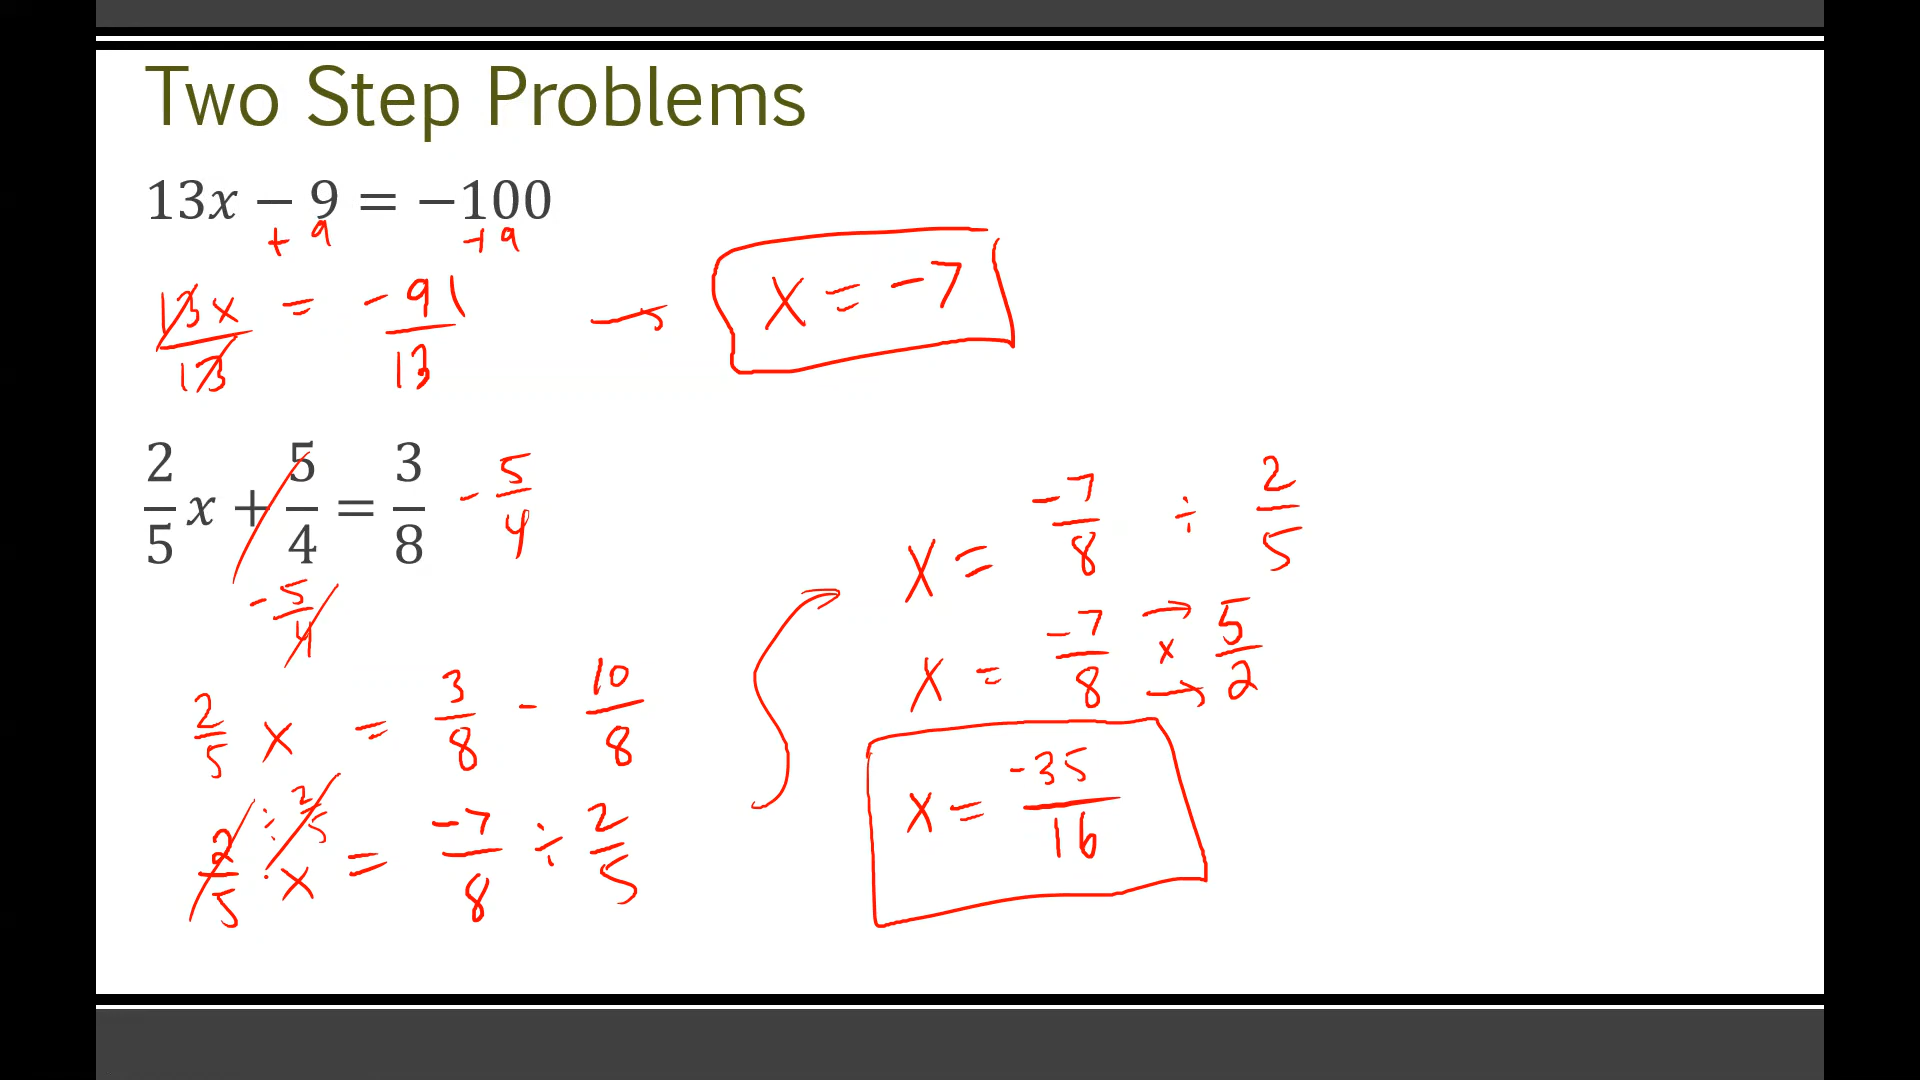 Two Step Problems
13x − 9 = −100
+ 9 +9
13x/13 = -91/13 → x = -7
2/5 x + 5/4 = 3/8 - 5/4
- 5/4
2/5 x = 3/8 - 10/8
2/5 ÷ 2/5 · x = -7/8 ÷ 2/5
x = -7/8 ÷ 2/5
x = -7/8 × 5/2
x = -35/16